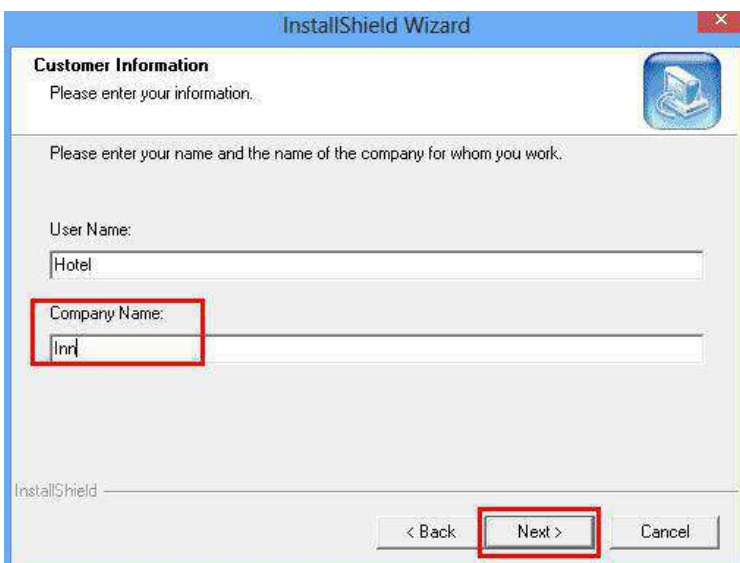 InstallShield Wizard
Customer Information
Please enter your information.
Please enter your name and the name of the company for whom you work.
User Name:
Hotel
Company Name:
Inn
InstallShield
< Back Next > Cancel